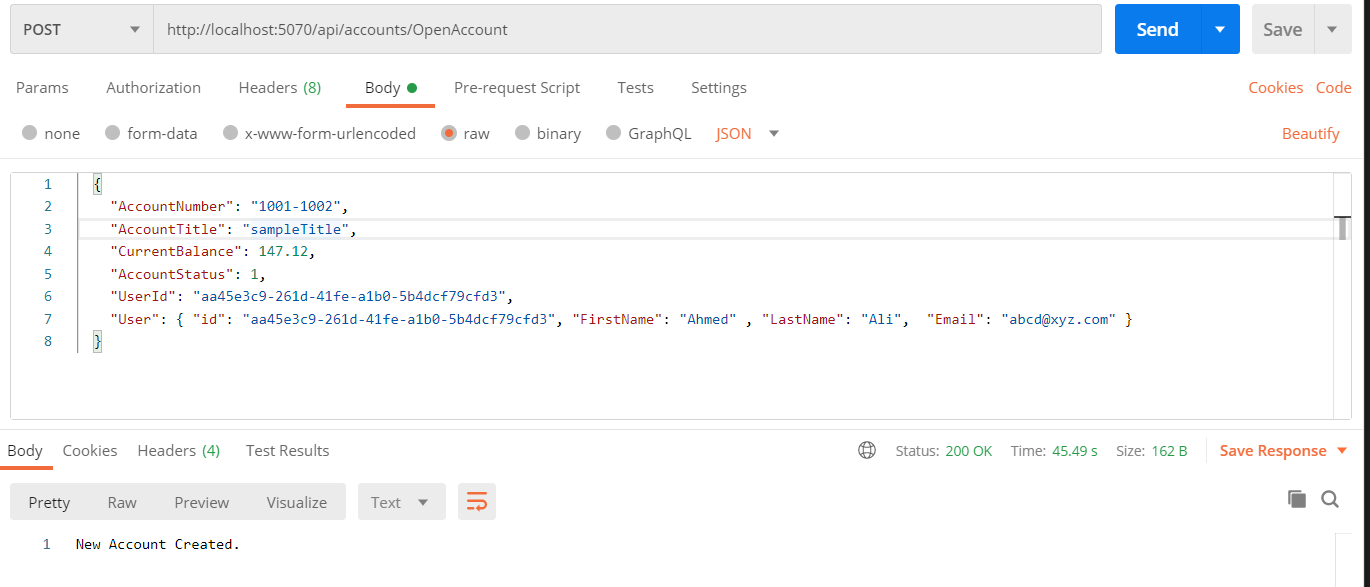 POST http://localhost:5070/api/accounts/OpenAccount Send Save
Params Authorization Headers (8) Body Pre-request Script Tests Settings Cookies Code
none form-data x-www-form-urlencoded raw binary GraphQL JSON Beautify
1 {
2 "AccountNumber": "1001-1002",
3 "AccountTitle": "sampleTitle",
4 "CurrentBalance": 147.12,
5 "AccountStatus": 1,
6 "UserId": "aa45e3c9-261d-41fe-a1b0-5b4dcf79cfd3",
7 "User": { "id": "aa45e3c9-261d-41fe-a1b0-5b4dcf79cfd3", "FirstName": "Ahmed" , "LastName": "Ali",  "Email": "abcd@xyz.com" }
8 }
Body Cookies Headers (4) Test Results Status: 200 OK Time: 45.49 s Size: 162 B Save Response
Pretty Raw Preview Visualize Text
1 New Account Created.